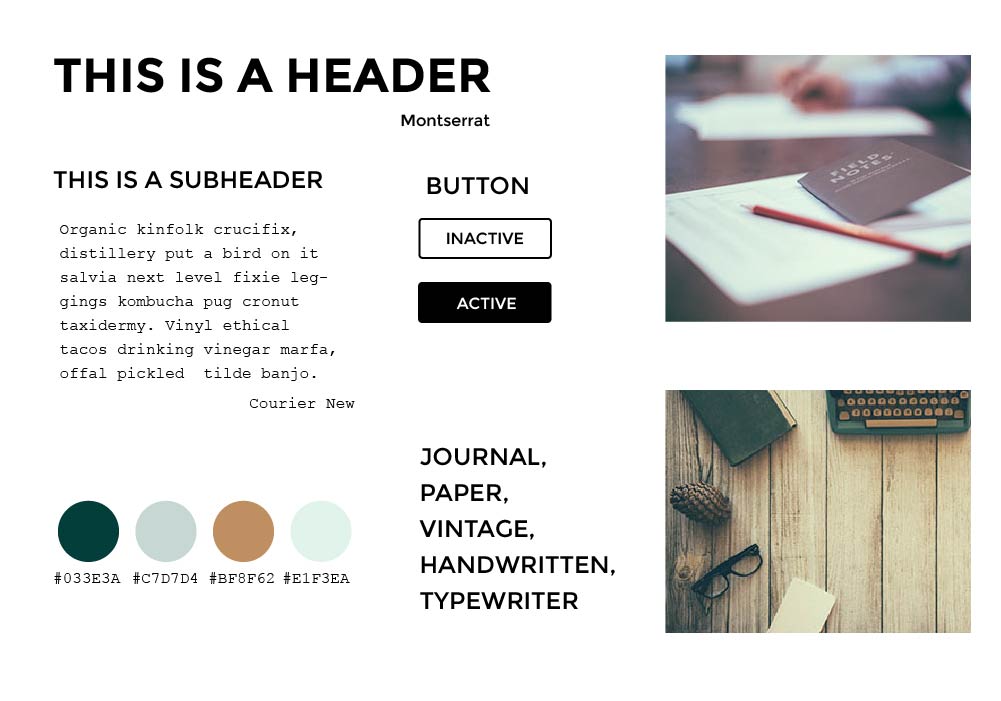 THIS IS A HEADER
Montserrat
THIS IS A SUBHEADER
Organic kinfolk crucifix,
distillery put a bird on it
salvia next level fixie leg-
gings kombucha pug cronut
taxidermy. Vinyl ethical
tacos drinking vinegar marfa,
offal pickled  tilde banjo.
Courier New
BUTTON
INACTIVE
ACTIVE
#033E3A #C7D7D4 #BF8F62 #E1F3EA
JOURNAL,
PAPER,
VINTAGE,
HANDWRITTEN,
TYPEWRITER
FIELD
NOTES